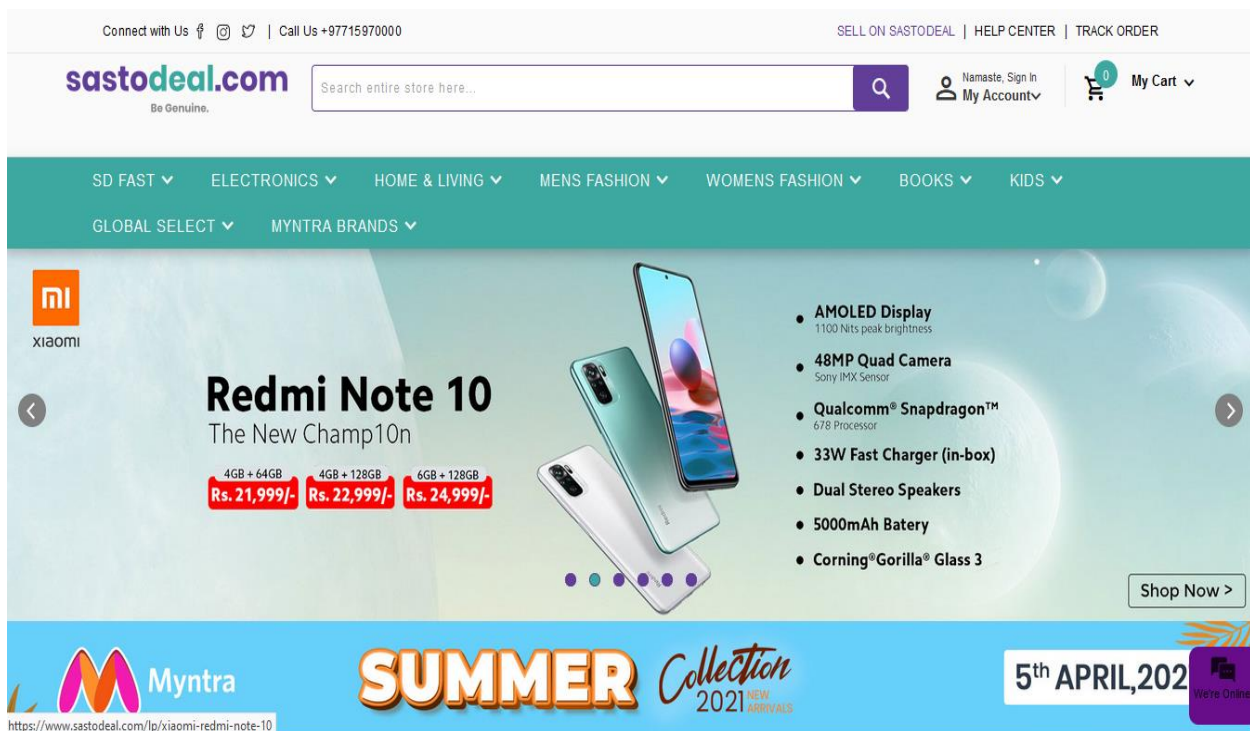 Connect with Us | Call Us +97715970000
SELL ON SASTODEAL | HELP CENTER | TRACK ORDER
sastodeal.com
Be Genuine.
Search entire store here...
Namaste, Sign In
My Account
0
My Cart
SD FAST ELECTRONICS HOME & LIVING MENS FASHION WOMENS FASHION BOOKS KIDS
GLOBAL SELECT MYNTRA BRANDS
mi
xiaomi
Redmi Note 10
The New Champ10n
4GB + 64GB 4GB + 128GB 6GB + 128GB
Rs. 21,999/- Rs. 22,999/- Rs. 24,999/-
Redmi
AMOLED Display
1100 Nits peak brightness
48MP Quad Camera
Sony IMX Sensor
Qualcomm® Snapdragon™
678 Processor
33W Fast Charger (in-box)
Dual Stereo Speakers
5000mAh Batery
Corning®Gorilla® Glass 3
Shop Now >
Myntra
SUMMER Collection
2021 NEW
ARRIVALS
5th APRIL,202
We're Online
https://www.sastodeal.com/lp/xiaomi-redmi-note-10